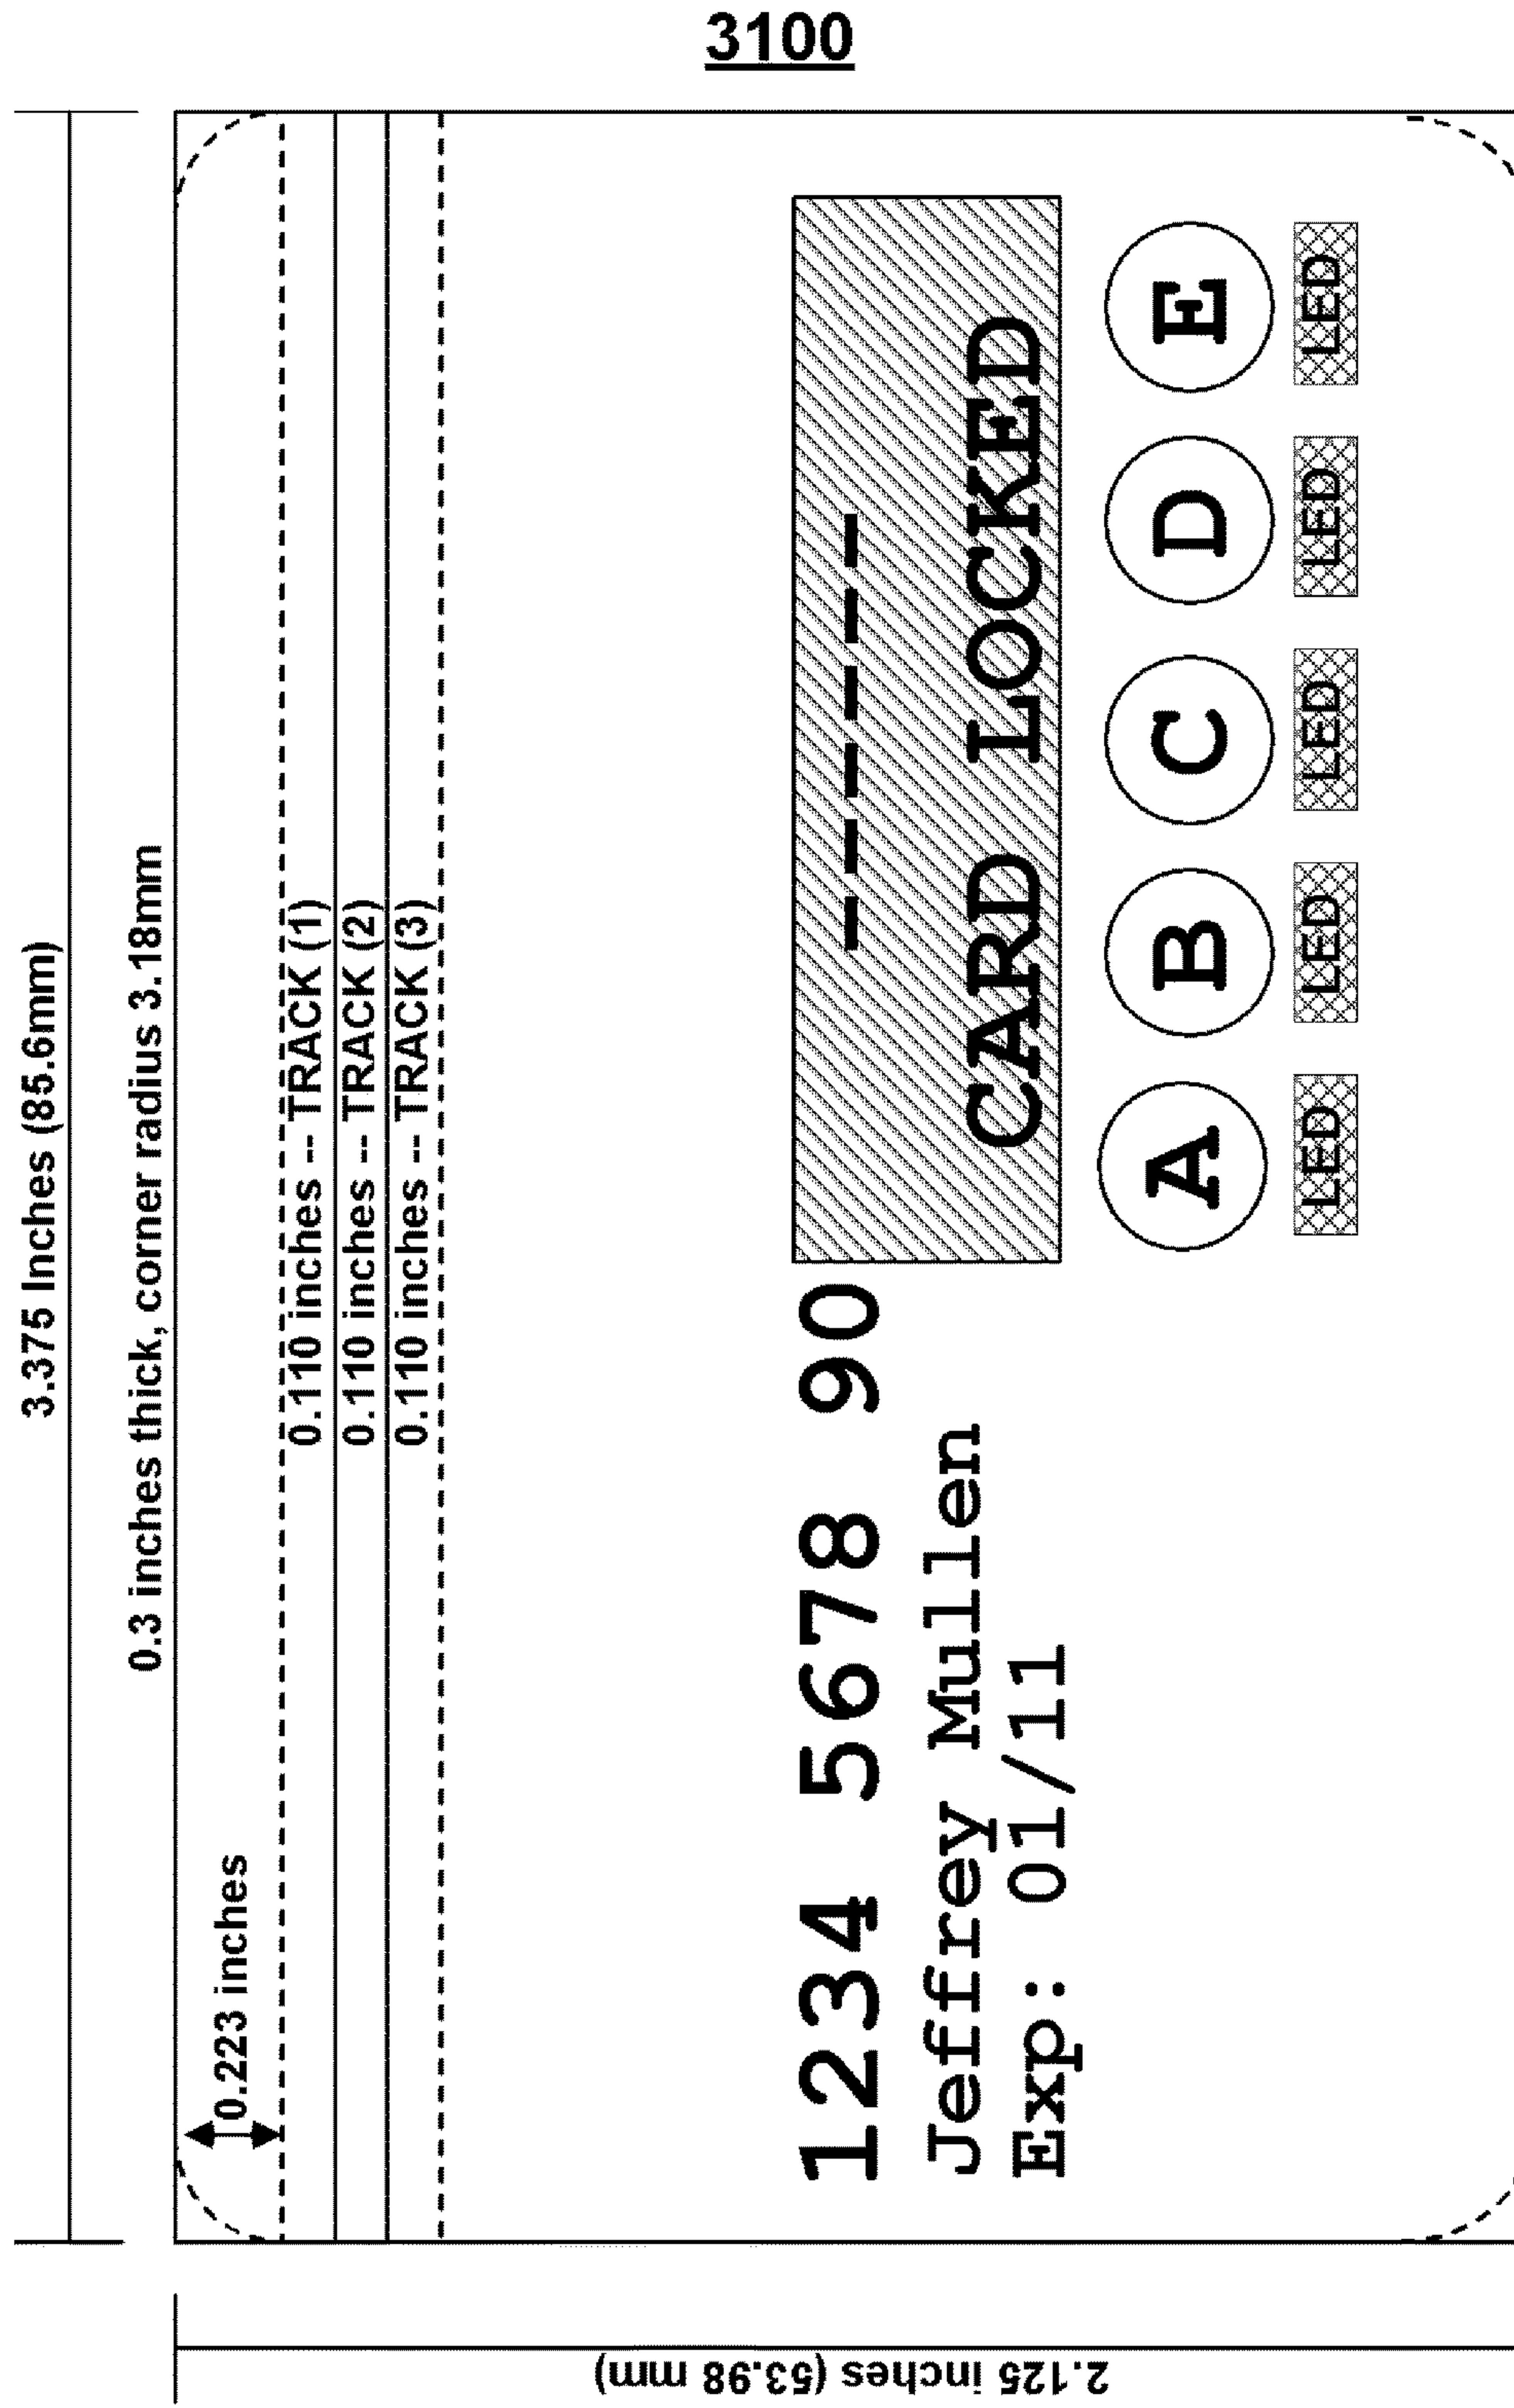 3100
3.375 Inches (85.6mm)
0.3 inches thick, corner radius 3.18mm
0.223 inches
0.110 inches -- TRACK (1)
0.110 inches -- TRACK (2)
0.110 inches -- TRACK (3)
2.125 inches (53.98 mm)
1234 5678 90
------
Jeffrey Mullen
CARD LOCKED
Exp: 01/11
A B C D E
LED LED LED LED LED